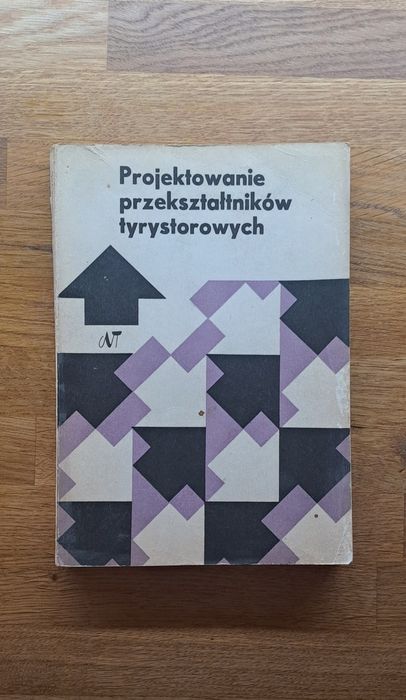 Projektowanie
przekształtników
tyrystorowych
WNT